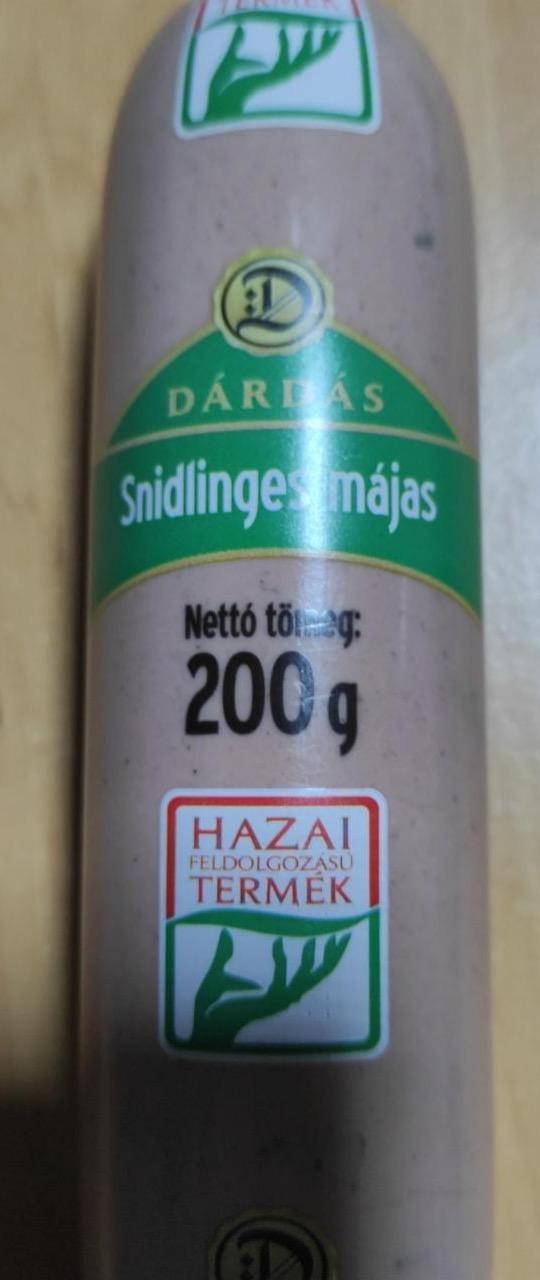 TERMÉK
D
DÁRDÁS
Snidlinges májas
Nettó tömeg:
200 g
HAZAI
FELDOLGOZÁSÚ
TERMÉK
D